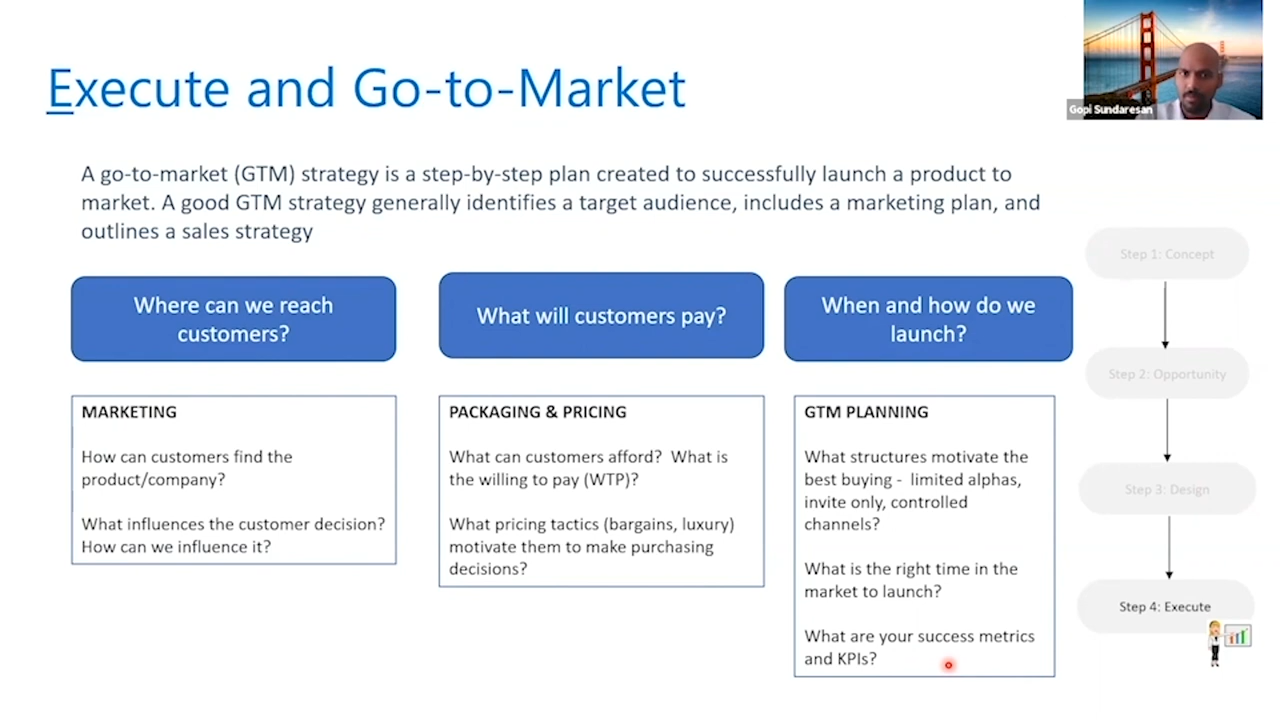 Execute and Go-to-Market
Gopi Sundaresan
A go-to-market (GTM) strategy is a step-by-step plan created to successfully launch a product to
market. A good GTM strategy generally identifies a target audience, includes a marketing plan, and
outlines a sales strategy
Where can we reach
customers?
MARKETING
How can customers find the
product/company?
What influences the customer decision?
How can we influence it?
What will customers pay?
PACKAGING & PRICING
What can customers afford?  What is
the willing to pay (WTP)?
What pricing tactics (bargains, luxury)
motivate them to make purchasing
decisions?
When and how do we
launch?
GTM PLANNING
What structures motivate the
best buying -  limited alphas,
invite only, controlled
channels?
What is the right time in the
market to launch?
What are your success metrics
and KPIs?
Step 1: Concept
Step 2: Opportunity
Step 3: Design
Step 4: Execute